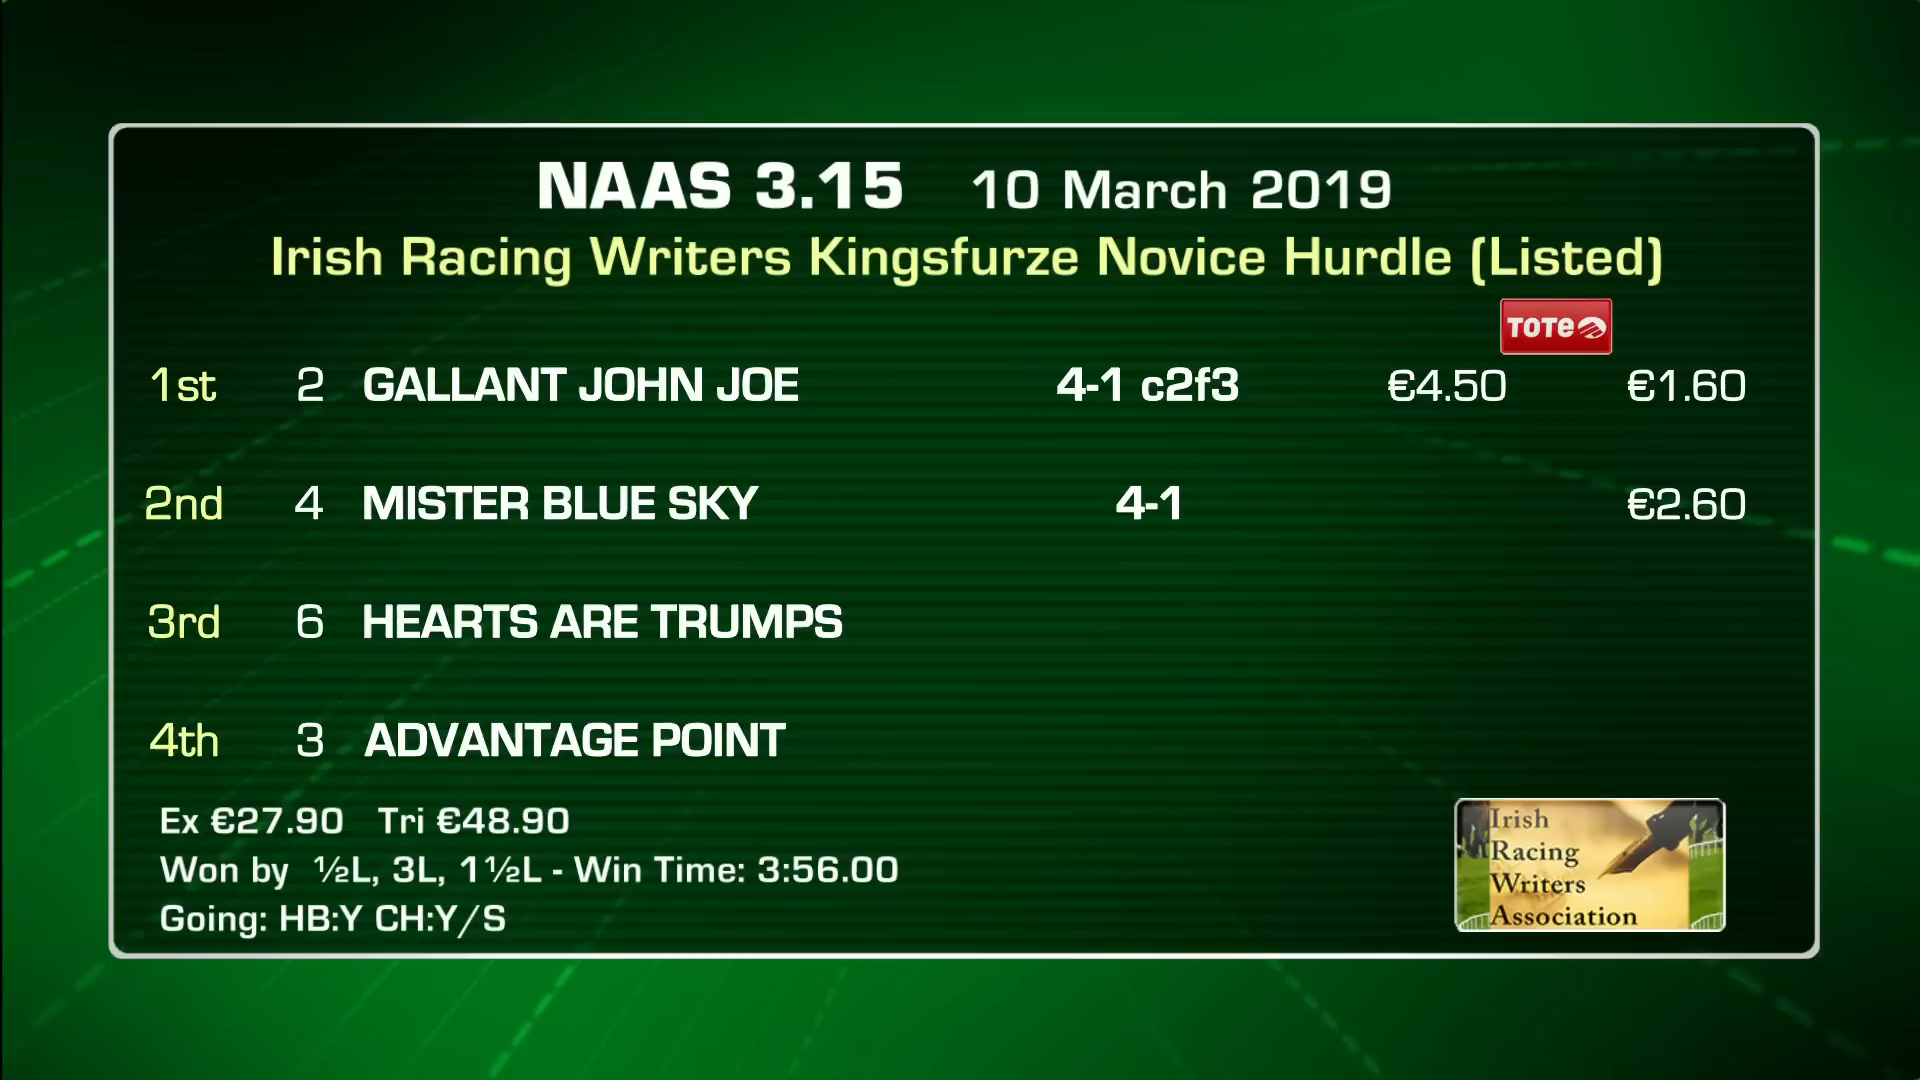 NAAS 3.15 10 March 2019
Irish Racing Writers Kingsfurze Novice Hurdle (Listed)
TOTE
1st 2 GALLANT JOHN JOE 4-1 c2f3 €4.50 €1.60
2nd 4 MISTER BLUE SKY 4-1 €2.60
3rd 6 HEARTS ARE TRUMPS
4th 3 ADVANTAGE POINT
Ex €27.90 Tri €48.90
Won by ½L, 3L, 1½L - Win Time: 3:56.00
Going: HB:Y CH:Y/S
Irish
Racing
Writers
Association